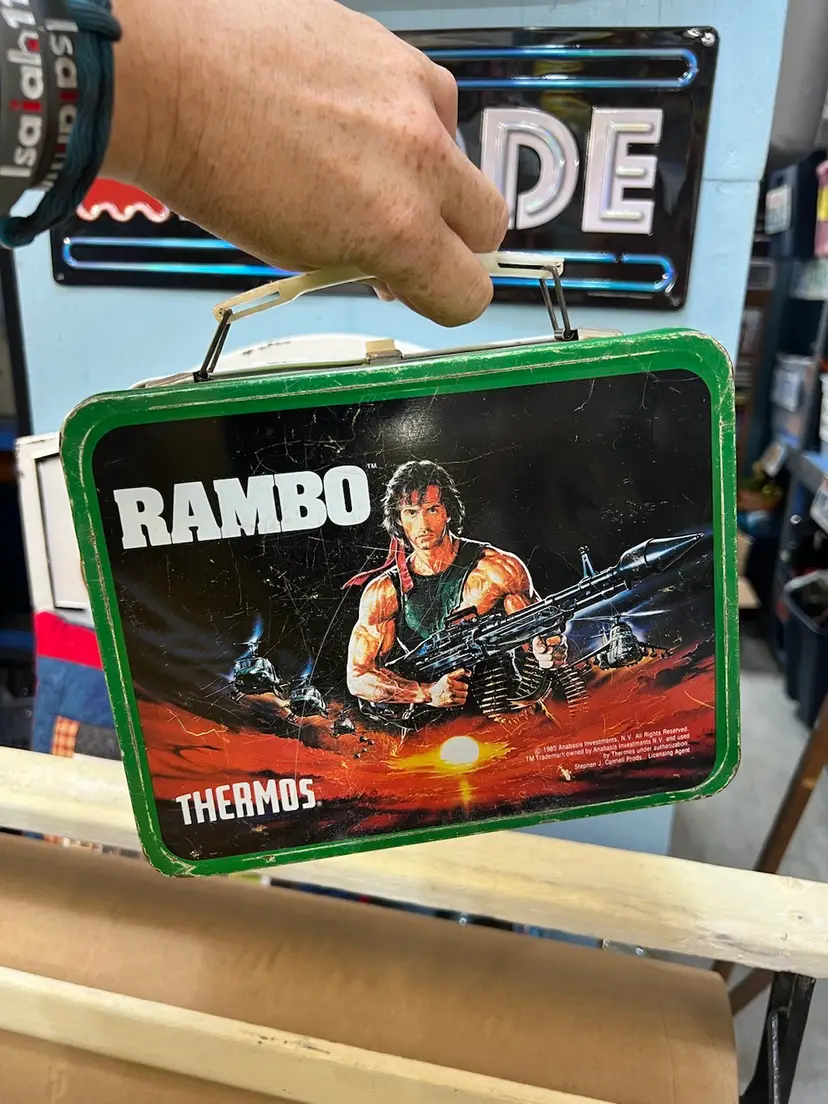 Isaiah
Isaiah
DE
RAMBO™
© 1985 Anabasis Investments, N.V. All Rights Reserved.
TM Trademark owned by Anabasis Investments N.V. and used
by Thermos under authorization.
Stephen J. Cannell Prods., Licensing Agent
THERMOS